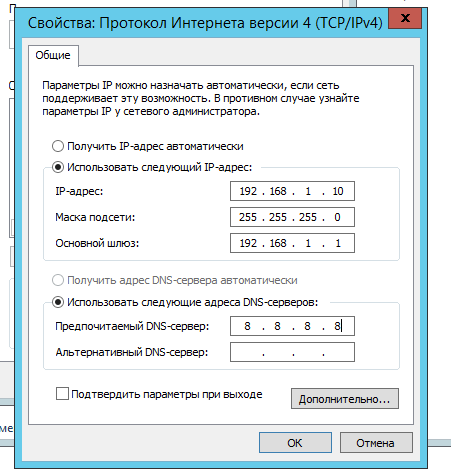 Свойства: Протокол Интернета версии 4 (TCP/IPv4)
x
Общие
Параметры IP можно назначать автоматически, если сеть
поддерживает эту возможность. В противном случае узнайте
параметры IP у сетевого администратора.
Получить IP-адрес автоматически
Использовать следующий IP-адрес:
IP-адрес: 192 . 168 . 1 . 10
Маска подсети: 255 . 255 . 255 . 0
Основной шлюз: 192 . 168 . 1 . 1
Получить адрес DNS-сервера автоматически
Использовать следующие адреса DNS-серверов:
Предпочитаемый DNS-сервер: 8 . 8 . 8 . 8
Альтернативный DNS-сервер: . . .
Подтвердить параметры при выходе
Дополнительно...
ОК Отмена